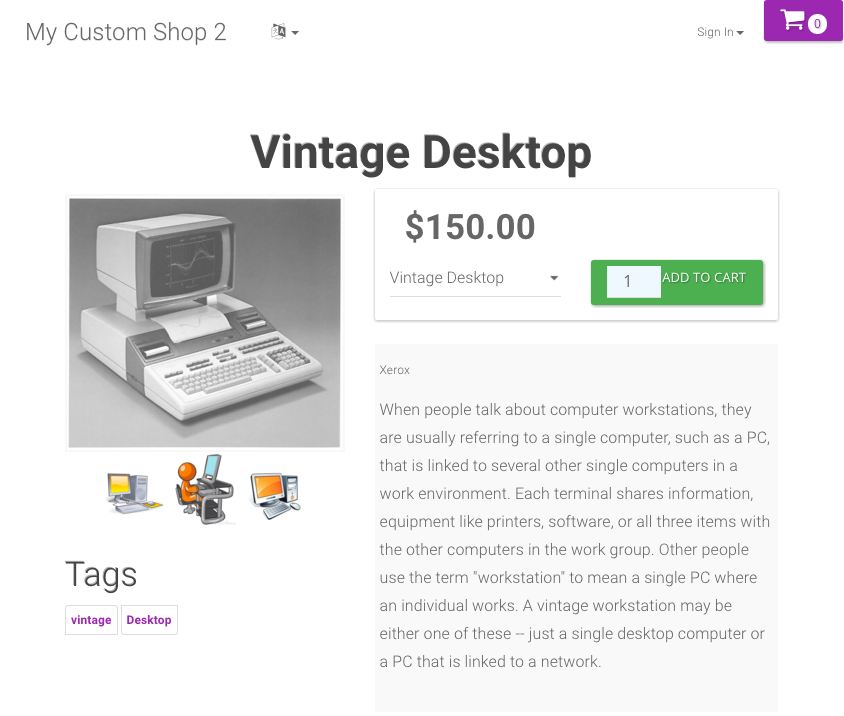 My Custom Shop 2
Sign In
0
Vintage Desktop
$150.00
Vintage Desktop
1
ADD TO CART
Xerox
When people talk about computer workstations, they
are usually referring to a single computer, such as a PC,
that is linked to several other single computers in a
work environment. Each terminal shares information,
equipment like printers, software, or all three items with
the other computers in the work group. Other people
use the term "workstation" to mean a single PC where
an individual works. A vintage workstation may be
either one of these -- just a single desktop computer or
a PC that is linked to a network.
Tags
vintage
Desktop